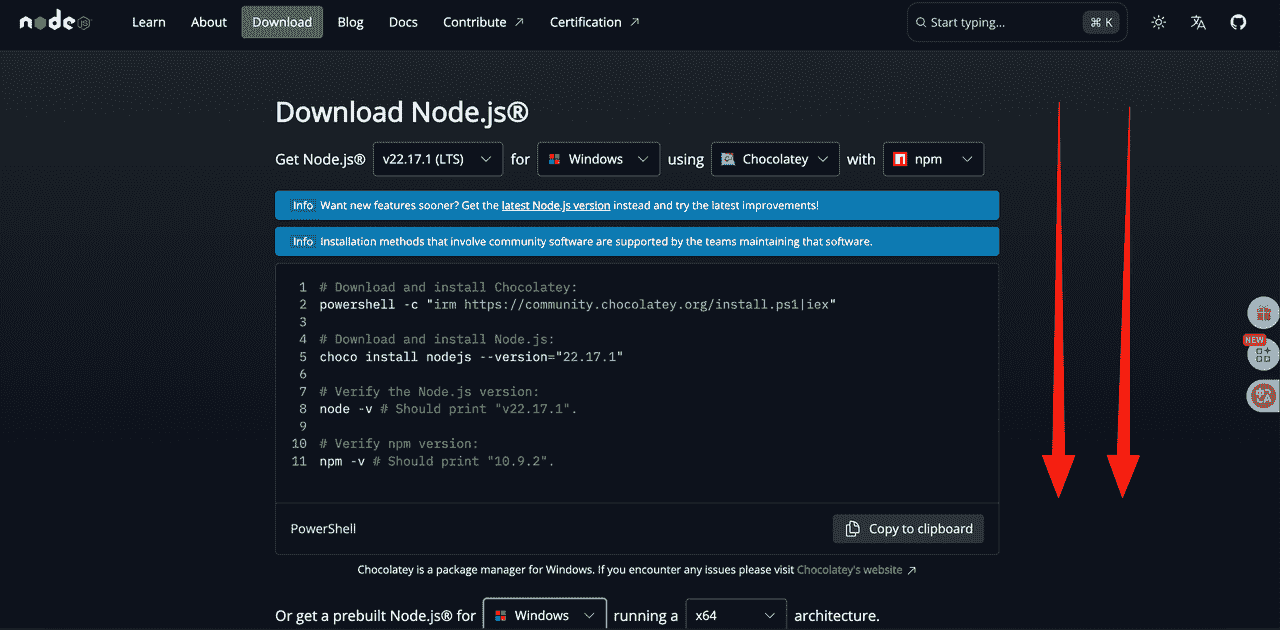 node JS Learn About Download Blog Docs Contribute ↗ Certification ↗ Start typing... ⌘ K
Download Node.js®
Get Node.js® v22.17.1 (LTS) for Windows using Chocolatey with npm
Info Want new features sooner? Get the latest Node.js version instead and try the latest improvements!
Info Installation methods that involve community software are supported by the teams maintaining that software.
1 # Download and install Chocolatey:
2 powershell -c "irm https://community.chocolatey.org/install.ps1|iex"
3
4 # Download and install Node.js:
5 choco install nodejs --version="22.17.1"
6
7 # Verify the Node.js version:
8 node -v # Should print "v22.17.1".
9
10 # Verify npm version:
11 npm -v # Should print "10.9.2".
NEW
PowerShell Copy to clipboard
Chocolatey is a package manager for Windows. If you encounter any issues please visit Chocolatey's website ↗
Or get a prebuilt Node.js® for Windows running a x64 architecture.